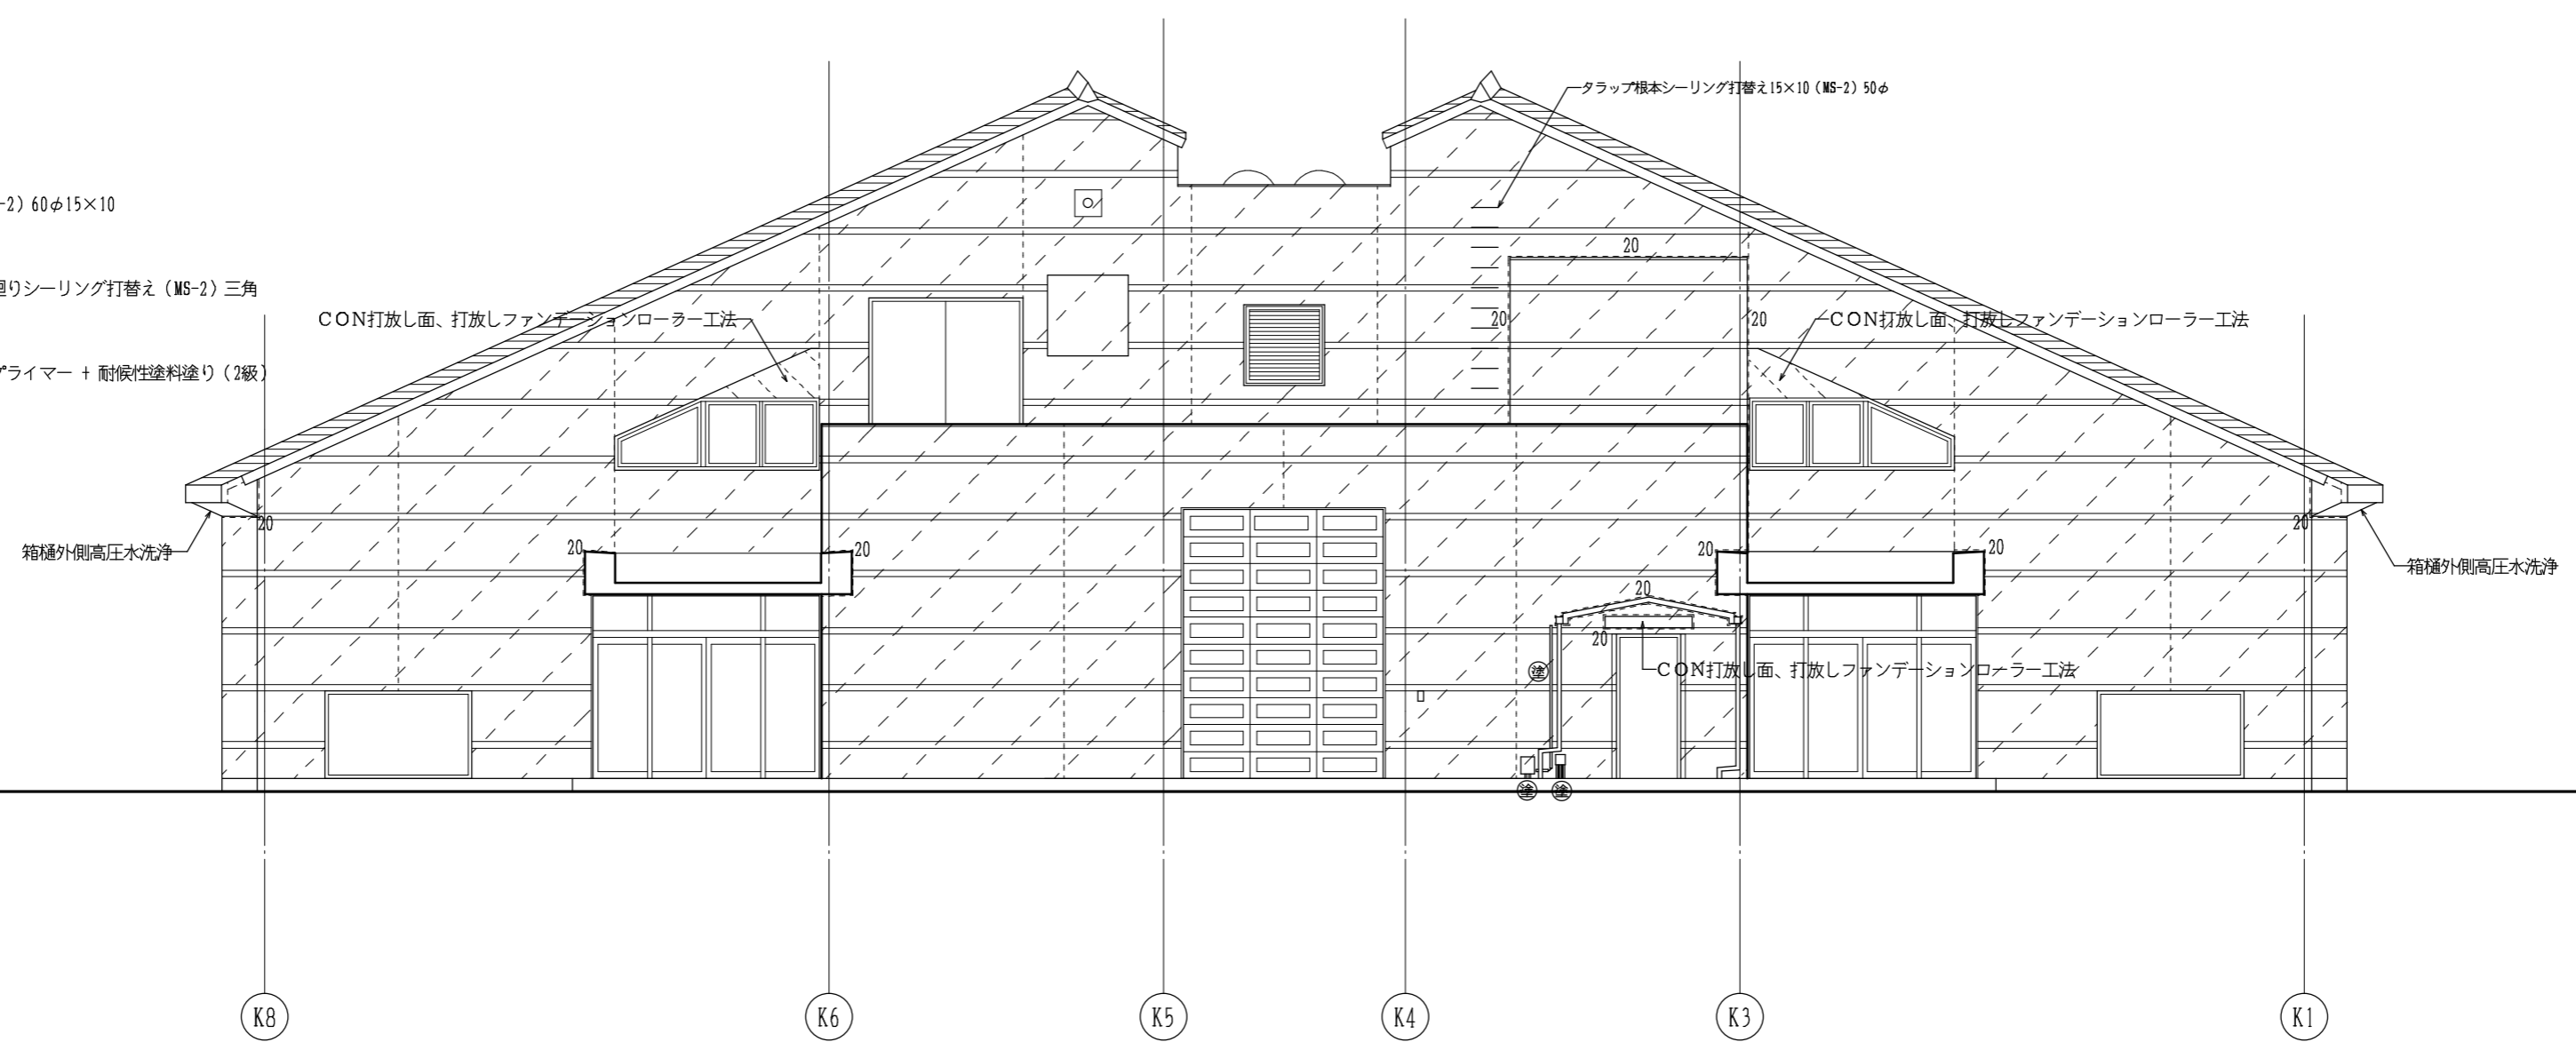 タラップ根本シーリング打替え15×10(MS-2)50φ
-2)60φ15×10
20
廻りシーリング打替え(MS-2)三角
CON打放し面、打放しファンデーションローラー工法
20
20
CON打放し面、打放しファンデーションローラー工法
プライマー + 耐候性塗料塗り(2級)
20
20
箱樋外側高圧水洗浄
20
20
20
20
箱樋外側高圧水洗浄
20
20
塗
CON打放し面、打放しファンデーションローラー工法
塗
塗
K8
K6
K5
K4
K3
K1